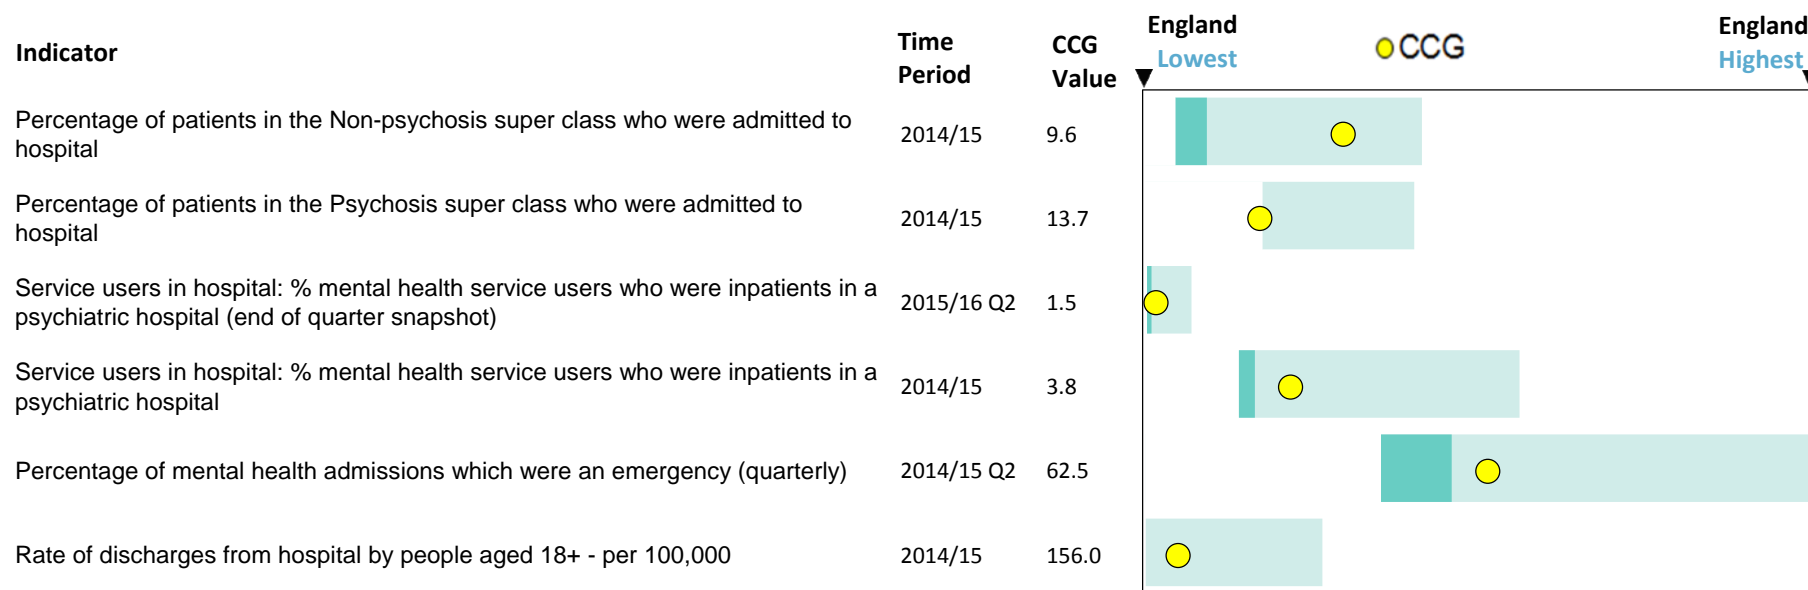 Indicator
Time
Period
CCG
Value
England
Lowest
CCG
England
Highest
Percentage of patients in the Non-psychosis super class who were admitted to
hospital
2014/15
9.6
Percentage of patients in the Psychosis super class who were admitted to
hospital
2014/15
13.7
Service users in hospital: % mental health service users who were inpatients in a
psychiatric hospital (end of quarter snapshot)
2015/16 Q2
1.5
Service users in hospital: % mental health service users who were inpatients in a
psychiatric hospital
2014/15
3.8
Percentage of mental health admissions which were an emergency (quarterly)
2014/15 Q2
62.5
Rate of discharges from hospital by people aged 18+ - per 100,000
2014/15
156.0